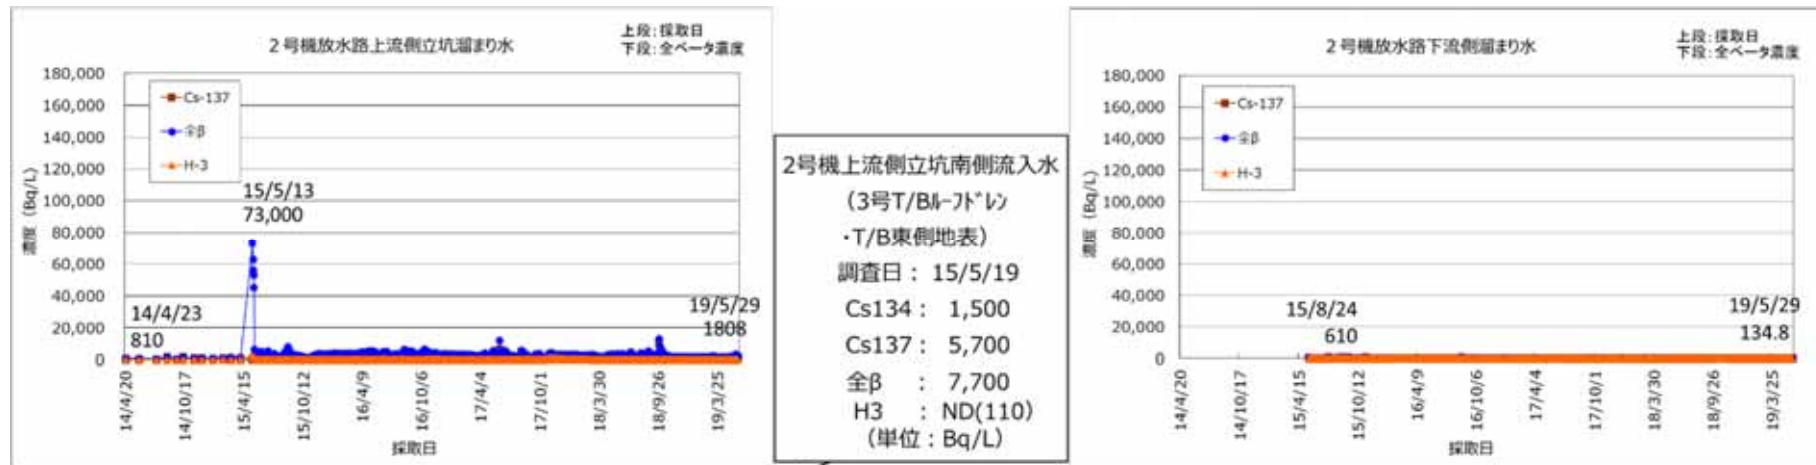 2号機放水路上流側立坑溜まり水
上段:採取日
下段:全ベータ濃度
濃度 (Bq/L)
180,000
160,000
140,000
120,000
100,000
80,000
60,000
40,000
20,000
0
Cs-137
全β
H-3
15/5/13
73,000
14/4/23
810
19/5/29
1808
14/4/20
14/10/17
15/4/15
15/10/12
16/4/9
16/10/6
17/4/4
17/10/1
18/3/30
18/9/26
19/3/25
採取日
2号機上流側立坑南側流入水
(3号T/Bルーフドレン
・T/B東側地表)
調査日: 15/5/19
Cs134: 1,500
Cs137: 5,700
全β : 7,700
H3 : ND(110)
(単位:Bq/L)
2号機放水路下流側溜まり水
上段:採取日
下段:全ベータ濃度
濃度 (Bq/L)
180,000
160,000
140,000
120,000
100,000
80,000
60,000
40,000
20,000
0
Cs-137
全β
H-3
15/8/24
610
19/5/29
134.8
14/4/20
14/10/17
15/4/15
15/10/12
16/4/9
16/10/6
17/4/4
17/10/1
18/3/30
18/9/26
19/3/25
採取日